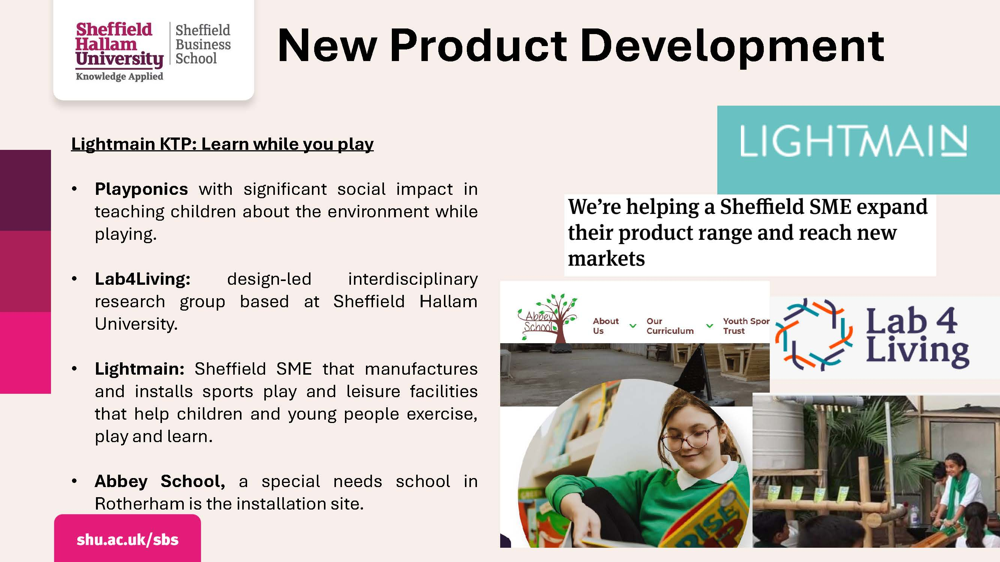 Sheffield
Hallam
University
Knowledge Applied
Sheffield
Business
School
New Product Development
Lightmain KTP: Learn while you play
• Playponics with significant social impact in
teaching children about the environment while
playing.
• Lab4Living: design-led interdisciplinary
research group based at Sheffield Hallam
University.
• Lightmain: Sheffield SME that manufactures
and installs sports play and leisure facilities
that help children and young people exercise,
play and learn.
• Abbey School, a special needs school in
Rotherham is the installation site.
shu.ac.uk/sbs
LIGHTMAIN
We’re helping a Sheffield SME expand
their product range and reach new
markets
Abbey
School
About
Us
Our
Curriculum
Youth Spor
Trust
Lab 4
Living
RISE